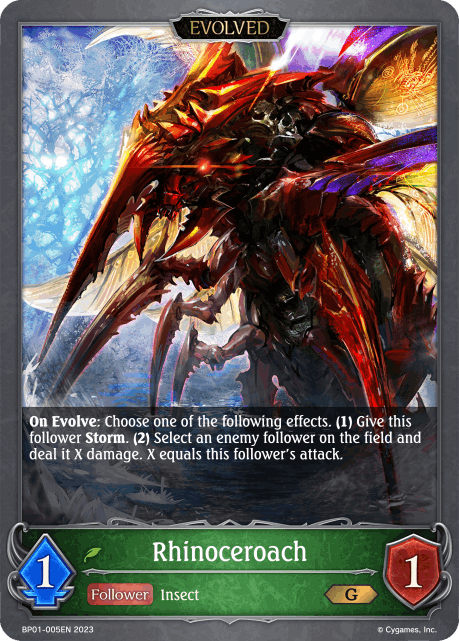 EVOLVED
On Evolve: Choose one of the following effects. (1) Give this
follower Storm. (2) Select an enemy follower on the field and
deal it X damage. X equals this follower's attack.
Rhinoceroach
1
Follower Insect
G
1
BP01-005EN 2023
© Cygames, Inc.